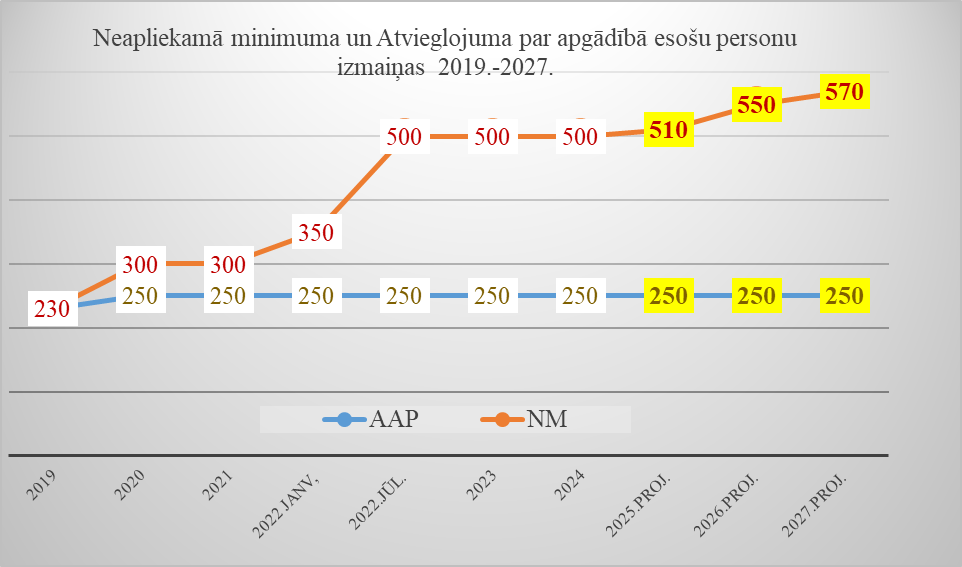 Neapliekamā minimuma un Atvieglojuma par apgādībā esošu personu
izmaiņas 2019.-2027.
230 300 300 350 500 500 500 510 550 570
250 250 250 250 250 250 250 250 250
AAP NM
2019 2020 2021 2022 JANV, 2022.JŪL. 2023 2024 2025.PROJ. 2026.PROJ. 2027.PROJ.